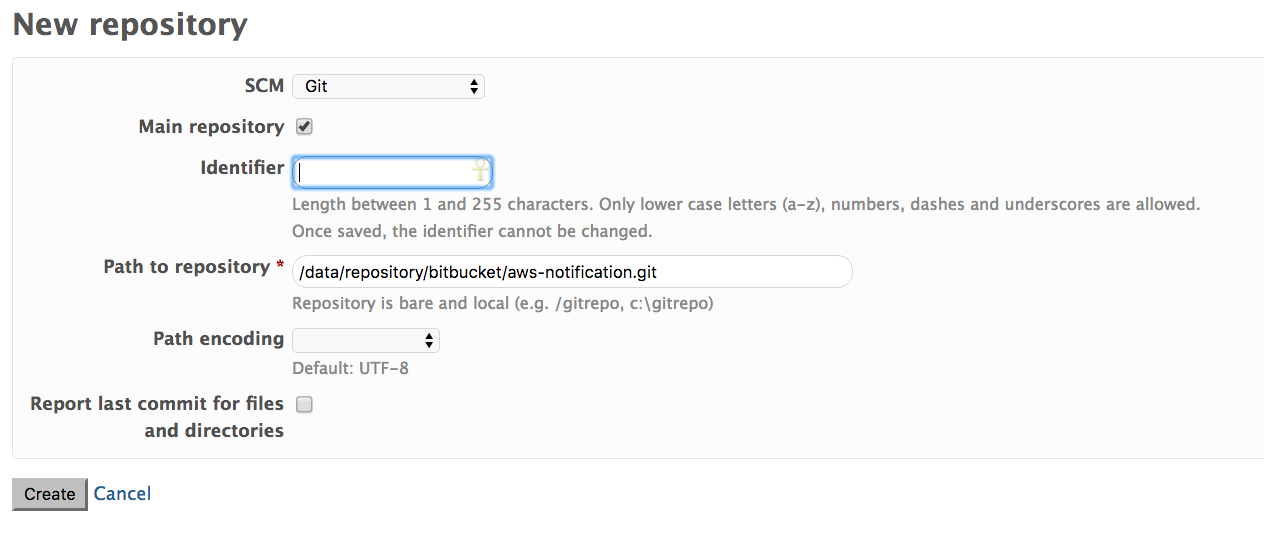 New repository
SCM Git
Main repository
Identifier
Length between 1 and 255 characters. Only lower case letters (a-z), numbers, dashes and underscores are allowed.
Once saved, the identifier cannot be changed.
Path to repository * /data/repository/bitbucket/aws-notification.git
Repository is bare and local (e.g. /gitrepo, c:\gitrepo)
Path encoding
Default: UTF-8
Report last commit for files
and directories
Create Cancel